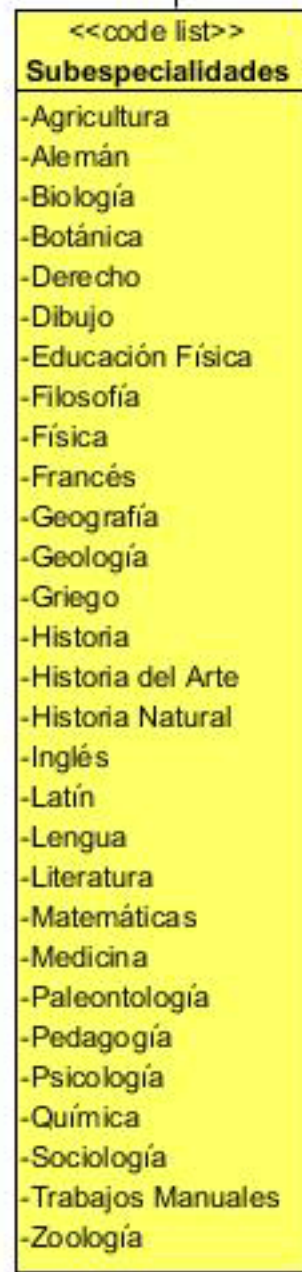 <<code list>>
Subespecialidades
-Agricultura
-Alemán
-Biología
-Botánica
-Derecho
-Dibujo
-Educación Física
-Filosofía
-Física
-Francés
-Geografía
-Geología
-Griego
-Historia
-Historia del Arte
-Historia Natural
-Inglés
-Latín
-Lengua
-Literatura
-Matemáticas
-Medicina
-Paleontología
-Pedagogía
-Psicología
-Química
-Sociología
-Trabajos Manuales
-Zoología